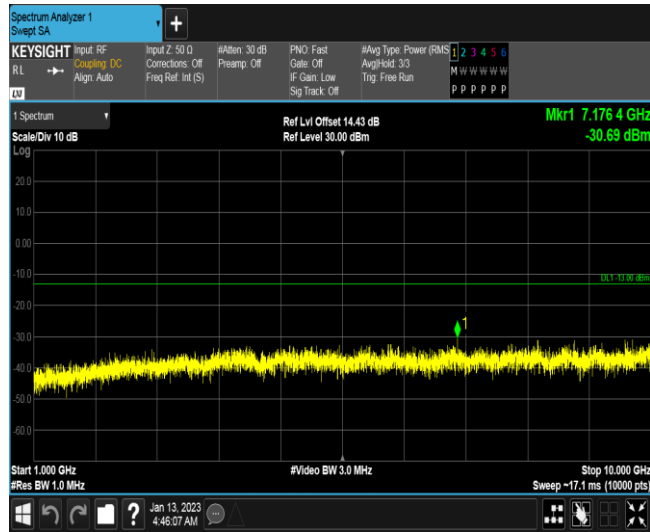 Spectrum Analyzer 1
Swept SA
KEYSIGHT
RL
LXI
Input: RF
Coupling: DC
Align: Auto
Input Z: 50 Ω
Corrections: Off
Freq Ref: Int (S)
#Atten: 30 dB
Preamp: Off
PNO: Fast
Gate: Off
IF Gain: Low
Sig Track: Off
#Avg Type: Power (RMS
Avg|Hold: 3/3
Trig: Free Run
1 2 3 4 5 6
M W W W W W
P P P P P P
1 Spectrum
Scale/Div 10 dB
Log
Ref Lvl Offset 14.43 dB
Ref Level 30.00 dBm
Mkr1 7.176 4 GHz
-30.69 dBm
20.0
10.0
0.00
-10.0
DL1 -13.00 dBm
-20.0
-30.0
1
-40.0
-50.0
-60.0
Start 1.000 GHz
#Video BW 3.0 MHz
Stop 10.000 GHz
#Res BW 1.0 MHz
Sweep ~17.1 ms (10000 pts)
?
Jan 13, 2023
4:46:07 AM